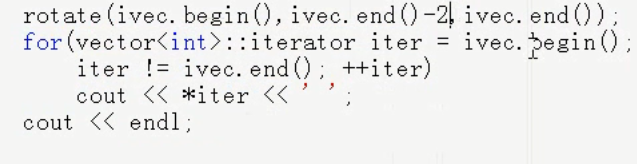 rotate(ivec.begin(), ivec.end()-2, ivec.end());
for(vector<int>::iterator iter = ivec.begin();
iter != ivec.end(); ++iter)
cout << *iter << ' ';
cout << endl;